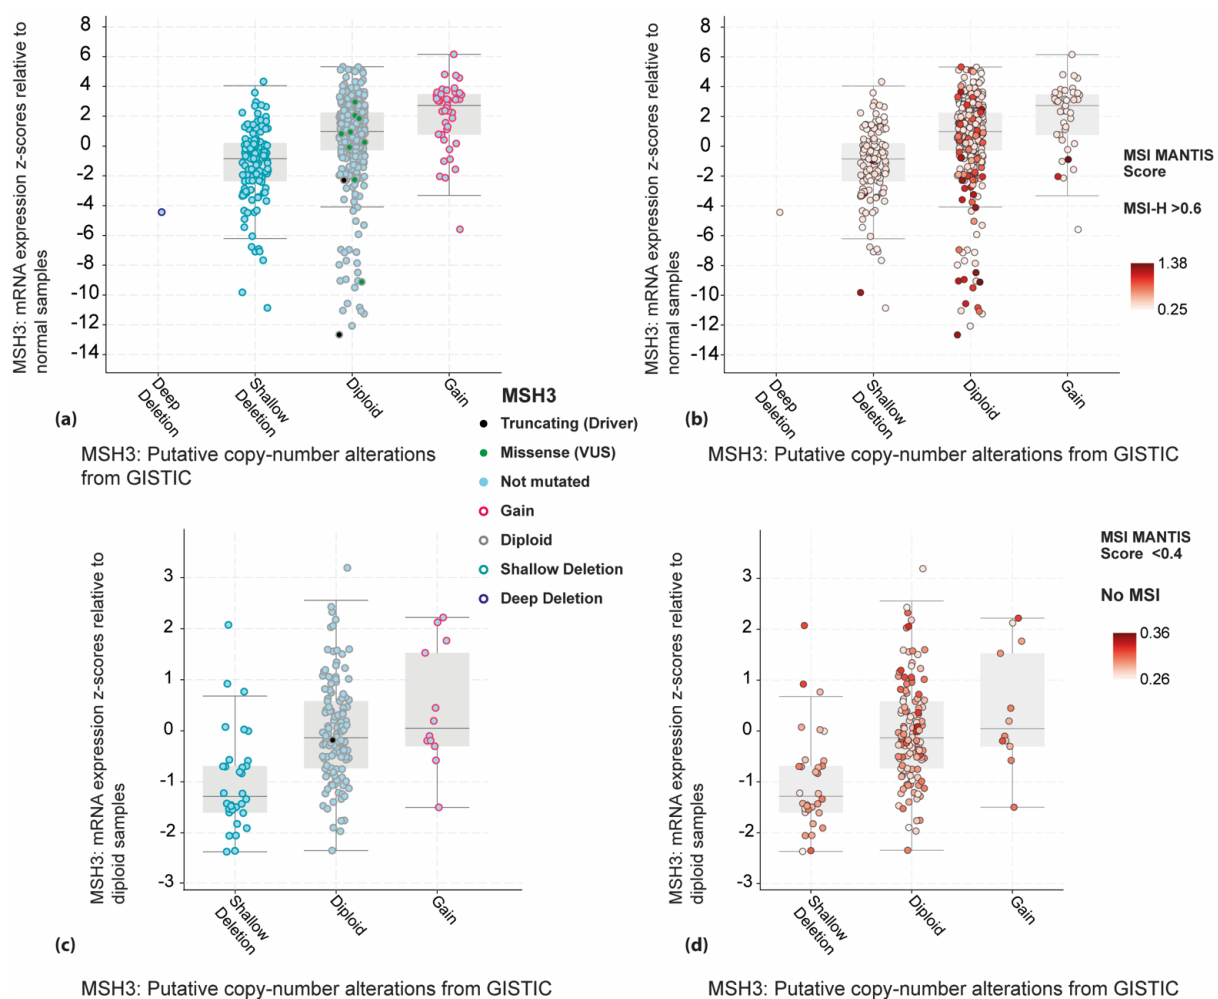 MSH3: mRNA expression z-scores relative to
normal samples
8
6
4
2
0
-2
-4
-6
-8
-10
-12
-14
Deep
Deletion
Shallow
Deletion
Diploid
Gain
(a)
MSH3: Putative copy-number alterations
from GISTIC
MSH3: mRNA expression z-scores relative to
normal samples
8
6
4
2
0
-2
-4
-6
-8
-10
-12
-14
Deep
Deletion
Shallow
Deletion
Diploid
Gain
MSI MANTIS
Score
MSI-H >0.6
1.38
0.25
(b)
MSH3: Putative copy-number alterations from GISTIC
MSH3
Truncating (Driver)
Missense (VUS)
Not mutated
Gain
Diploid
Shallow Deletion
Deep Deletion
MSH3: mRNA expression z-scores relative to
diploid samples
3
2
1
0
-1
-2
-3
Shallow
Deletion
Diploid
Gain
(c)
MSH3: Putative copy-number alterations from GISTIC
MSH3: mRNA expression z-scores relative to
diploid samples
3
2
1
0
-1
-2
-3
Shallow
Deletion
Diploid
Gain
MSI MANTIS
Score <0.4
No MSI
0.36
0.26
(d)
MSH3: Putative copy-number alterations from GISTIC